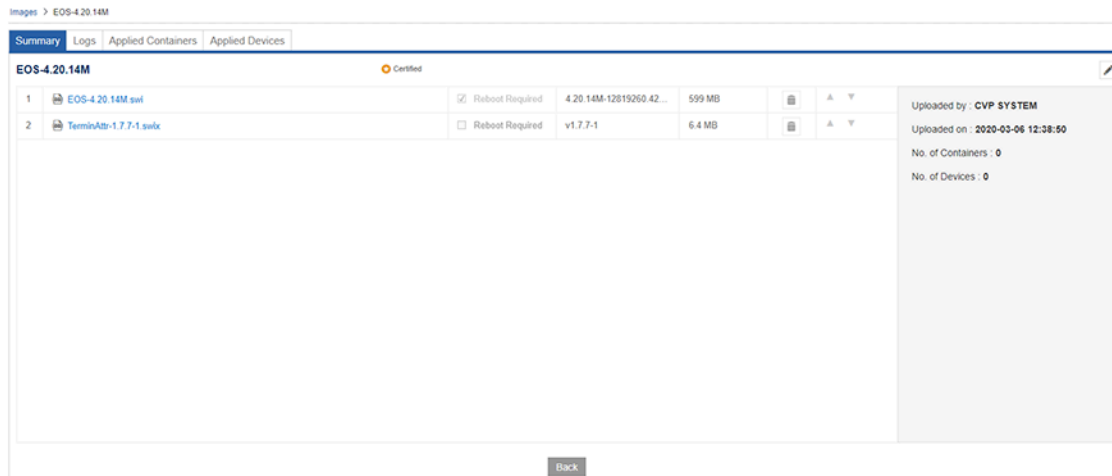 Images > EOS-4.20.14M
Summary Logs Applied Containers Applied Devices
EOS-4.20.14M Certified
1 EOS-4.20.14M.swi Reboot Required 4.20.14M-12819260.42... 599 MB
2 TerminAttr-1.7.7-1.swix Reboot Required v1.7.7-1 6.4 MB
Uploaded by : CVP SYSTEM
Uploaded on : 2020-03-06 12:38:50
No. of Containers : 0
No. of Devices : 0
Back